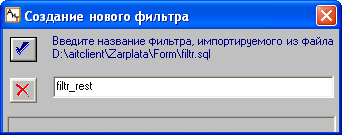 Создание нового фильтра
Введите название фильтра, импортируемого из файла
D:\aitclient\Zarplata\Form\filtr.sql
filtr_rest